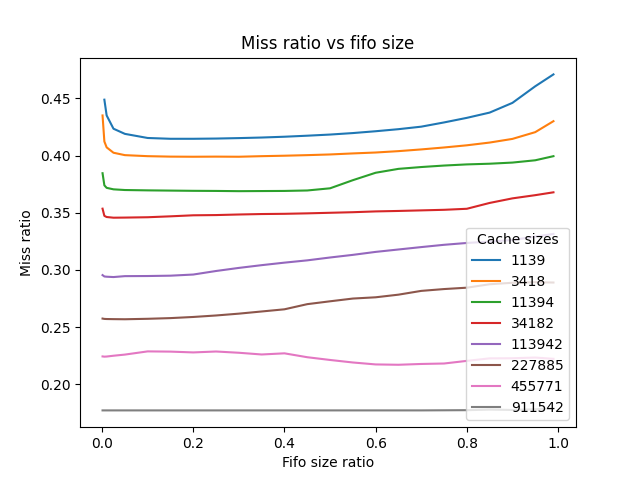 Miss ratio vs fifo size
Miss ratio
0.45
0.40
0.35
0.30
0.25
0.20
0.0 0.2 0.4 0.6 0.8 1.0
Fifo size ratio
Cache sizes
1139
3418
11394
34182
113942
227885
455771
911542